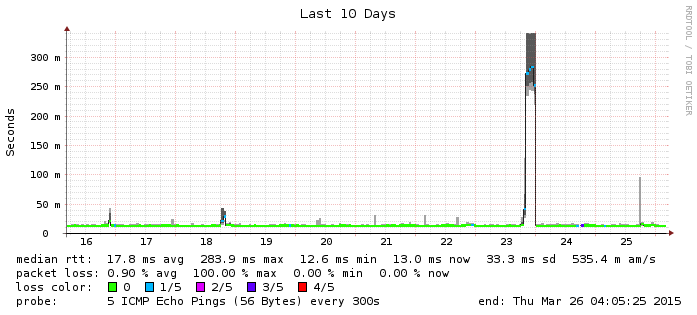 Last 10 Days
RRDTOOL / TOBI OETIKER
Seconds
300 m
250 m
200 m
150 m
100 m
50 m
0
16 17 18 19 20 21 22 23 24 25
median rtt: 17.8 ms avg 283.9 ms max 12.6 ms min 13.0 ms now 33.3 ms sd 535.4 m am/s
packet loss: 0.90 % avg 100.00 % max 0.00 % min 0.00 % now
loss color: 0 1/5 2/5 3/5 4/5
probe: 5 ICMP Echo Pings (56 Bytes) every 300s end: Thu Mar 26 04:05:25 2015